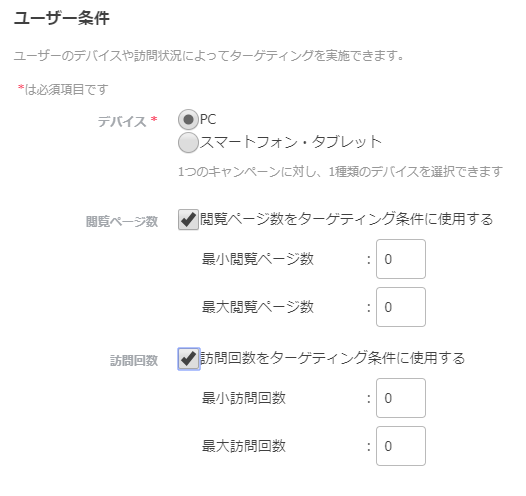 ユーザー条件
ユーザーのデバイスや訪問状況によってターゲティングを実施できます。
*は必須項目です
デバイス * PC
スマートフォン・タブレット
1つのキャンペーンに対し、1種類のデバイスを選択できます
閲覧ページ数 閲覧ページ数をターゲティング条件に使用する
最小閲覧ページ数 : 0
最大閲覧ページ数 : 0
訪問回数 訪問回数をターゲティング条件に使用する
最小訪問回数 : 0
最大訪問回数 : 0